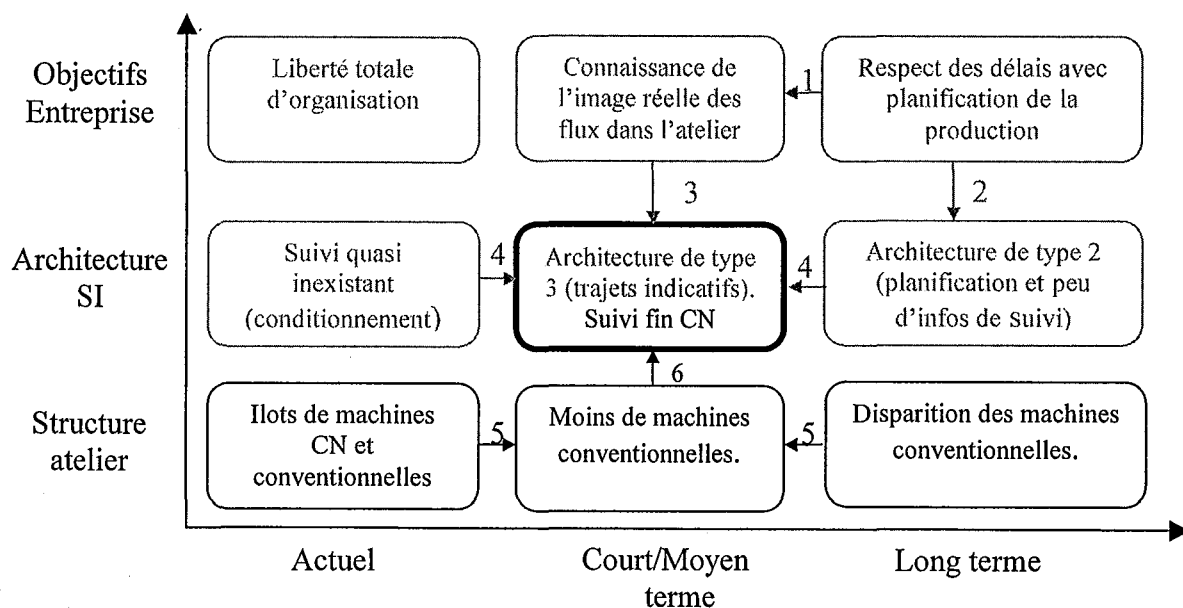 Objectifs
Entreprise
Liberté totale
d'organisation
Connaissance de
l'image réelle des
flux dans l'atelier
1
Respect des délais avec
planification de la
production
3
2
Architecture
SI
Suivi quasi
inexistant
(conditionnement)
4
Architecture de type
3 (trajets indicatifs).
Suivi fin CN
4
Architecture de type 2
(planification et peu
d'infos de suivi)
6
Structure
atelier
Ilots de machines
CN et
conventionnelles
5
Moins de machines
conventionnelles.
5
Disparition des machines
conventionnelles.
Actuel
Court/Moyen
terme
Long terme